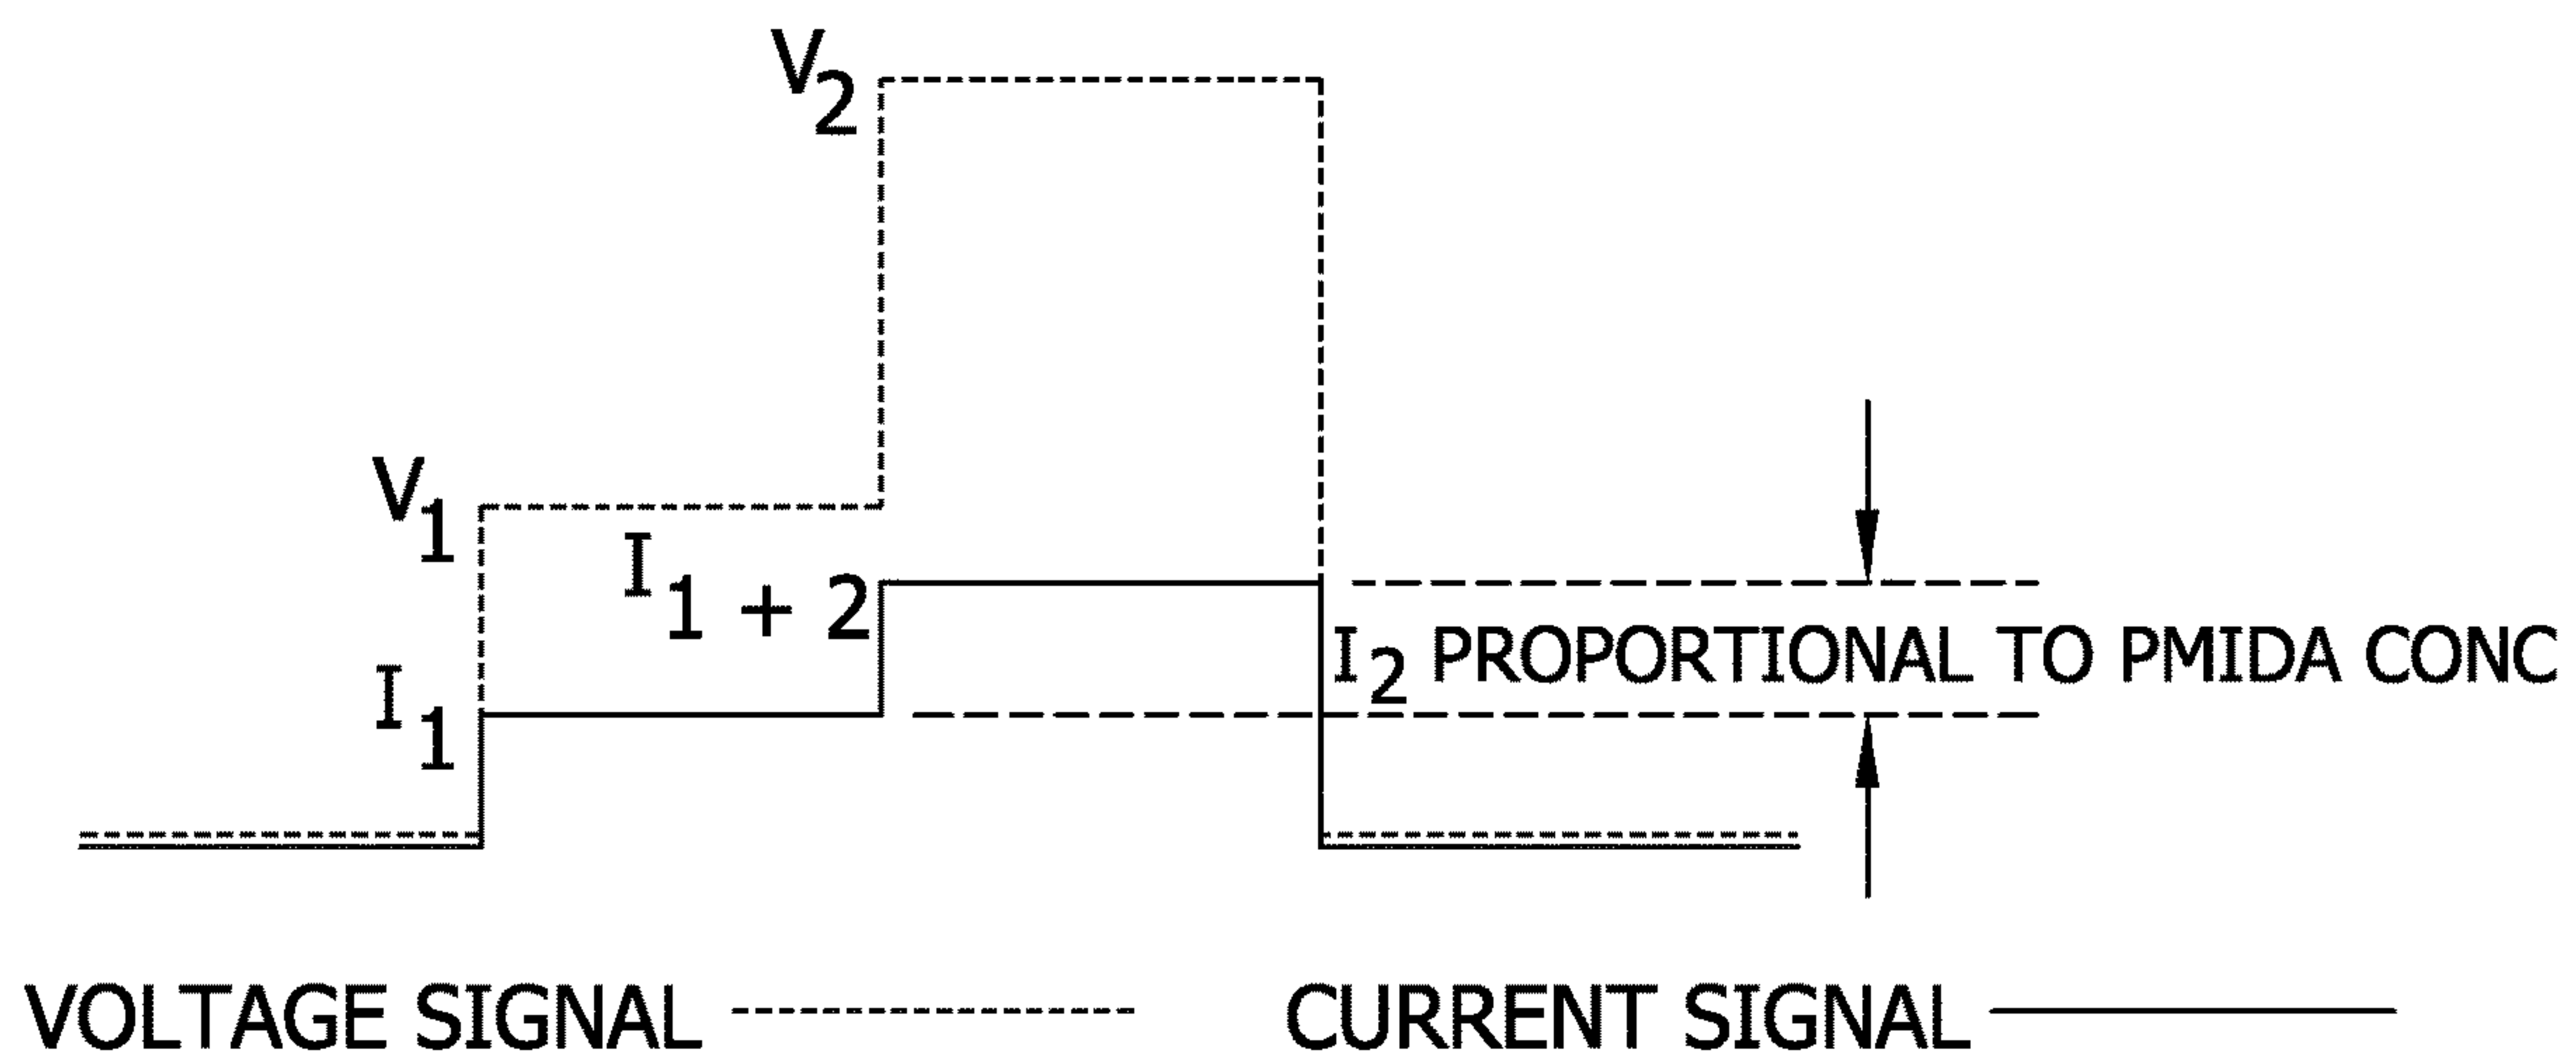 V2
V1
I1 + 2
I1
I2 PROPORTIONAL TO PMIDA CONC
VOLTAGE SIGNAL
CURRENT SIGNAL